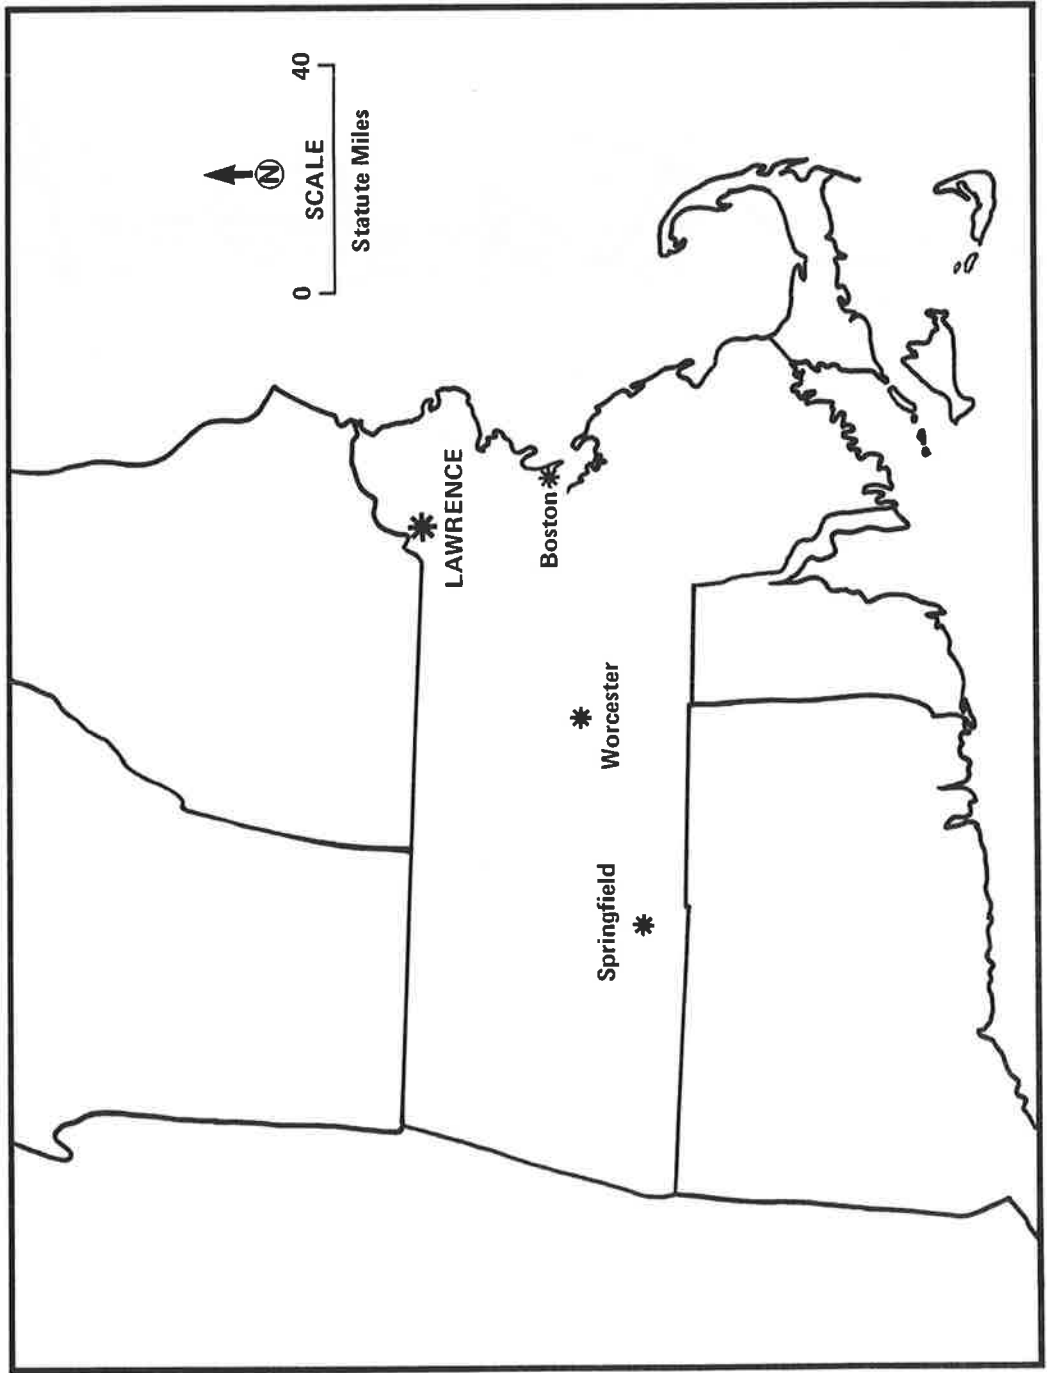 N
SCALE
0 40
Statute Miles
LAWRENCE
Boston
Worcester
Springfield